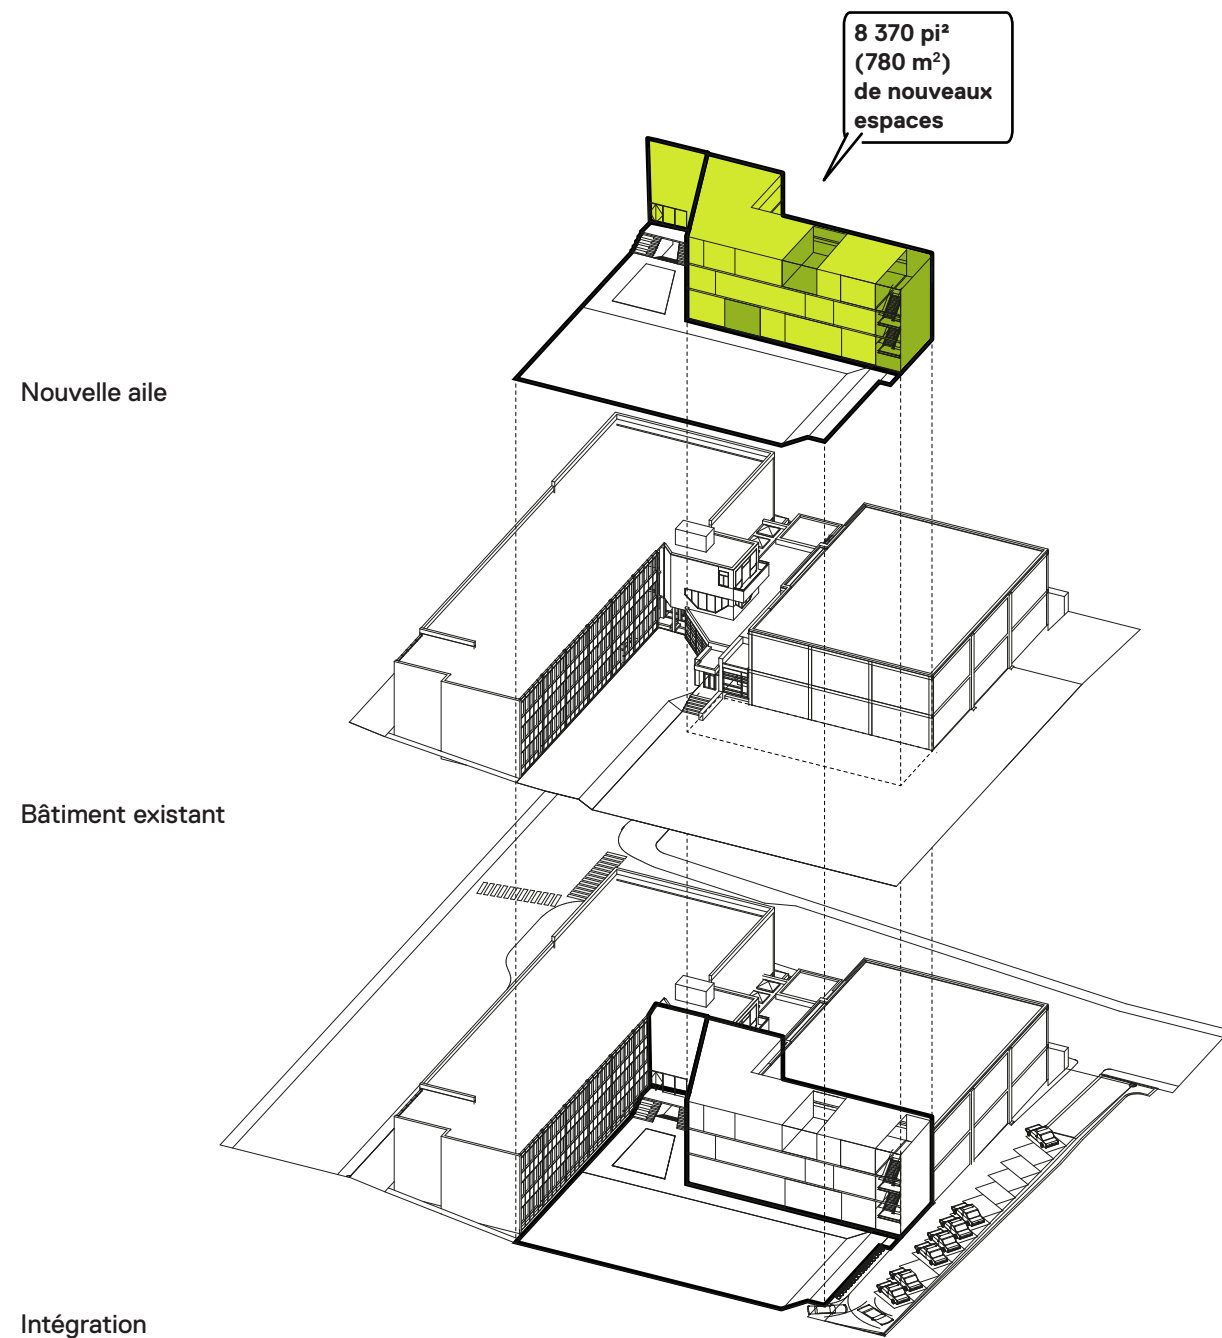 8 370 pi²
(780 m²)
de nouveaux
espaces
Nouvelle aile
Bâtiment existant
Intégration